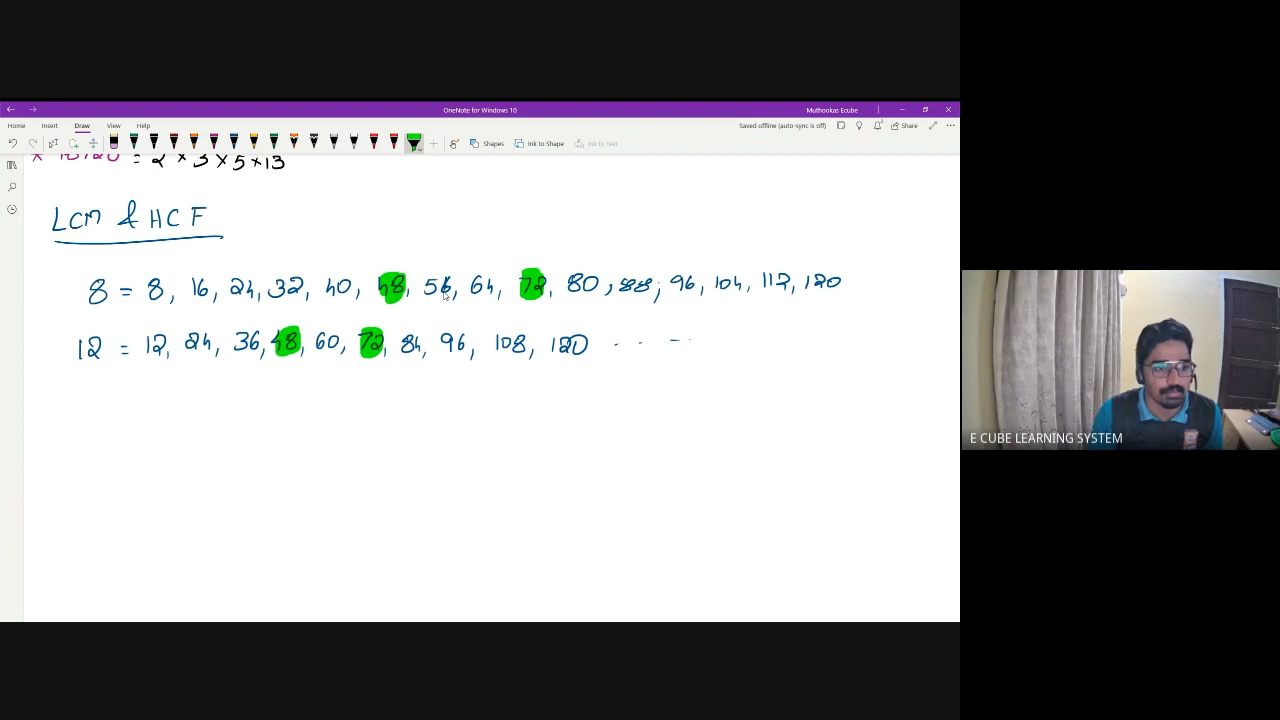 OneNote for Windows 10
Muthookas Ecube
Home Insert Draw View Help
Saved offline (auto-sync is off)
Share
Shapes
Ink to Shape
Ink to Text
= 2 × 3 × 5 × 13
LCM & HCF
8 = 8, 16, 24, 32, 40, 48, 56, 64, 72, 80, 88, 96, 104, 112, 120
12 = 12, 24, 36, 48, 60, 72, 84, 96, 108, 120 . . . .
E CUBE LEARNING SYSTEM